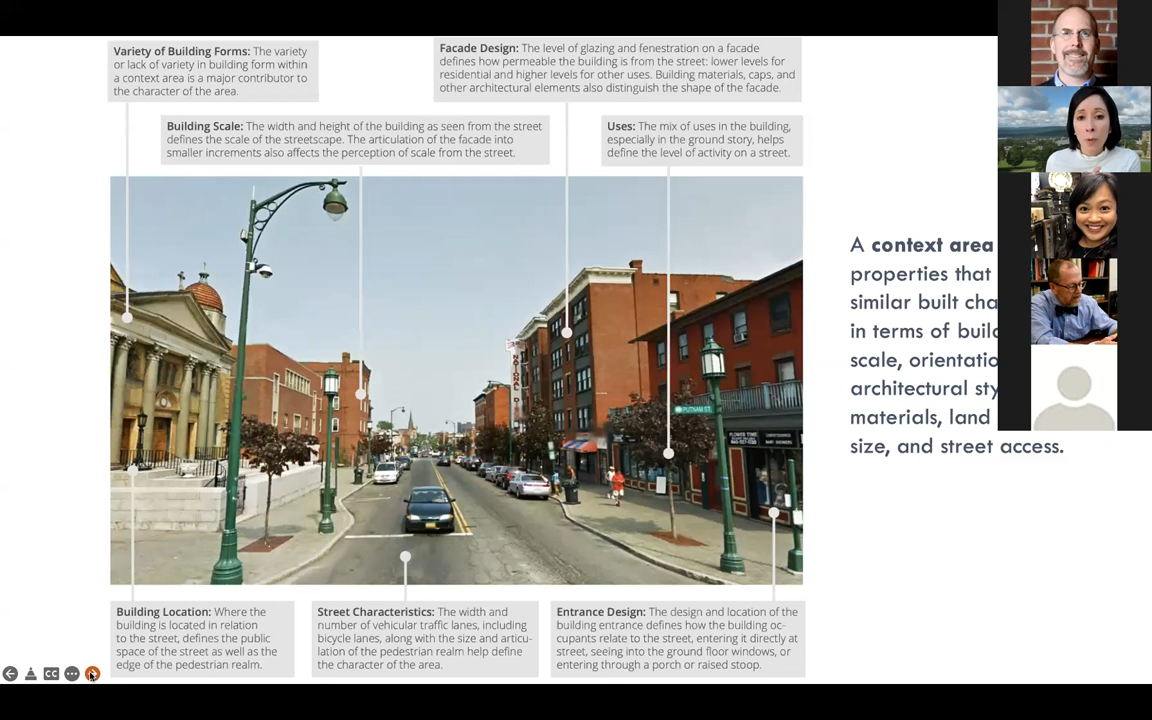 Variety of Building Forms: The variety
or lack of variety in building form within
a context area is a major contributor to
the character of the area.
Facade Design: The level of glazing and fenestration on a facade
defines how permeable the building is from the street: lower levels for
residential and higher levels for other uses. Building materials, caps, and
other architectural elements also distinguish the shape of the facade.
Building Scale: The width and height of the building as seen from the street
defines the scale of the streetscape. The articulation of the facade into
smaller increments also affects the perception of scale from the street.
Uses: The mix of uses in the building,
especially in the ground story, helps
define the level of activity on a street.
NATIONAL
PUTNAM ST.
FLOWER TIME
A context area
properties that
similar built cha
in terms of build
scale, orientatio
architectural sty
materials, land
size, and street access.
Building Location: Where the
building is located in relation
to the street, defines the public
space of the street as well as the
edge of the pedestrian realm.
Street Characteristics: The width and
number of vehicular traffic lanes, including
bicycle lanes, along with the size and articu-
lation of the pedestrian realm help define
the character of the area.
Entrance Design: The design and location of the
building entrance defines how the building oc-
cupants relate to the street, entering it directly at
street, seeing into the ground floor windows, or
entering through a porch or raised stoop.
CC